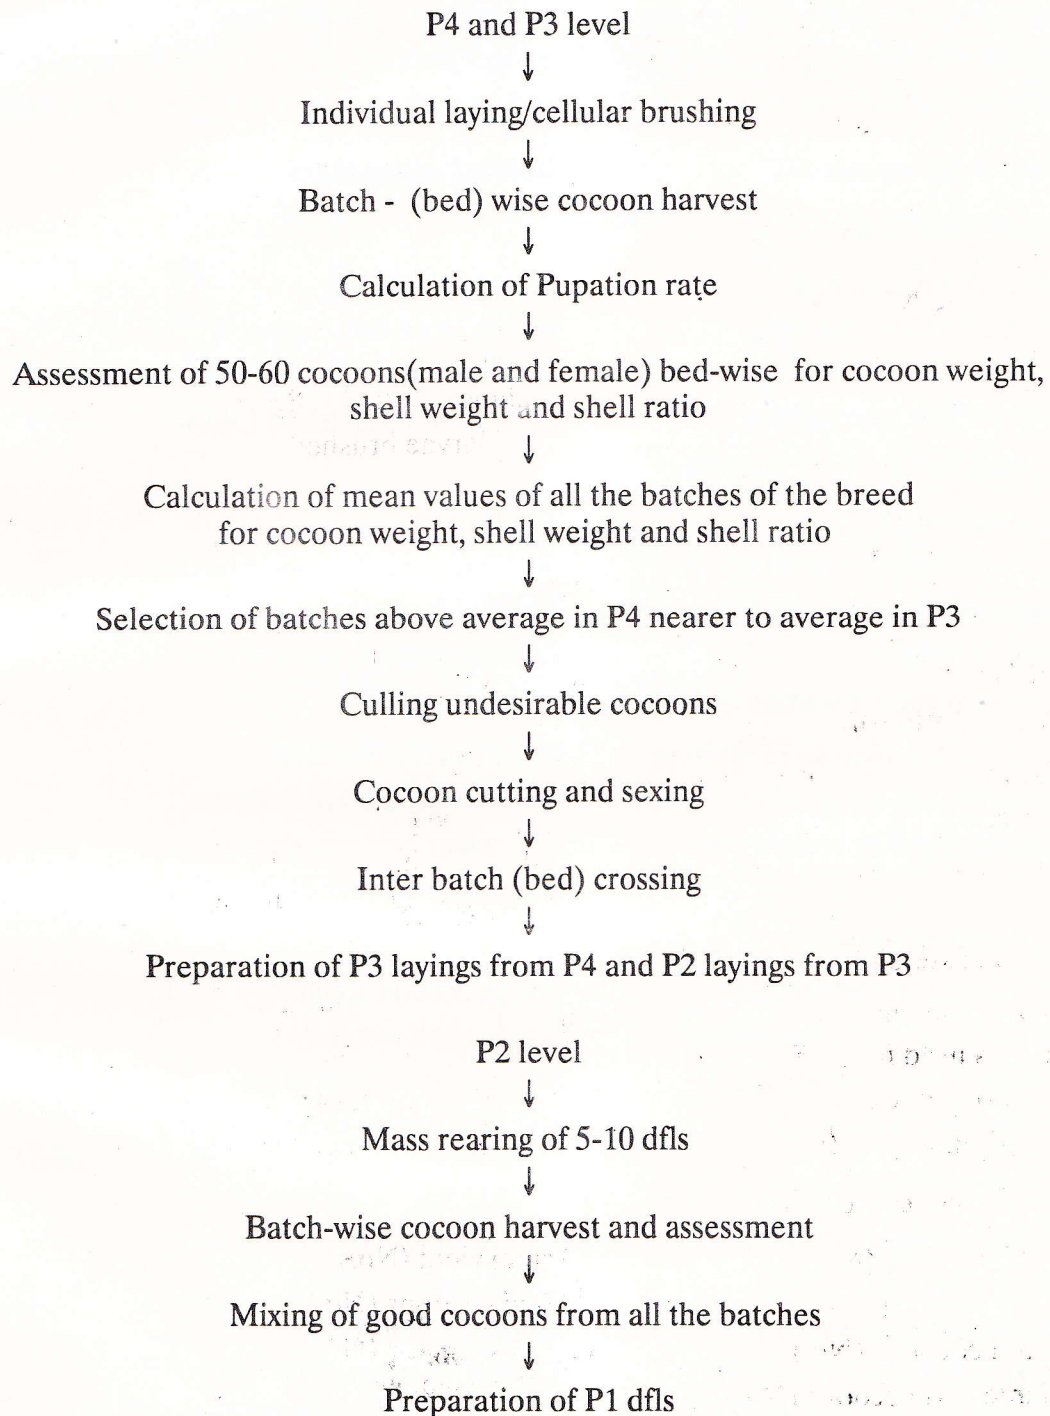 P4 and P3 level
↓
Individual laying/cellular brushing
↓
Batch - (bed) wise cocoon harvest
↓
Calculation of Pupation rate
↓
Assessment of 50-60 cocoons(male and female) bed-wise for cocoon weight,
shell weight and shell ratio
↓
Calculation of mean values of all the batches of the breed
for cocoon weight, shell weight and shell ratio
↓
Selection of batches above average in P4 nearer to average in P3
↓
Culling undesirable cocoons
↓
Cocoon cutting and sexing
↓
Inter batch (bed) crossing
↓
Preparation of P3 layings from P4 and P2 layings from P3
P2 level
↓
Mass rearing of 5-10 dfls
↓
Batch-wise cocoon harvest and assessment
↓
Mixing of good cocoons from all the batches
↓
Preparation of P1 dfls